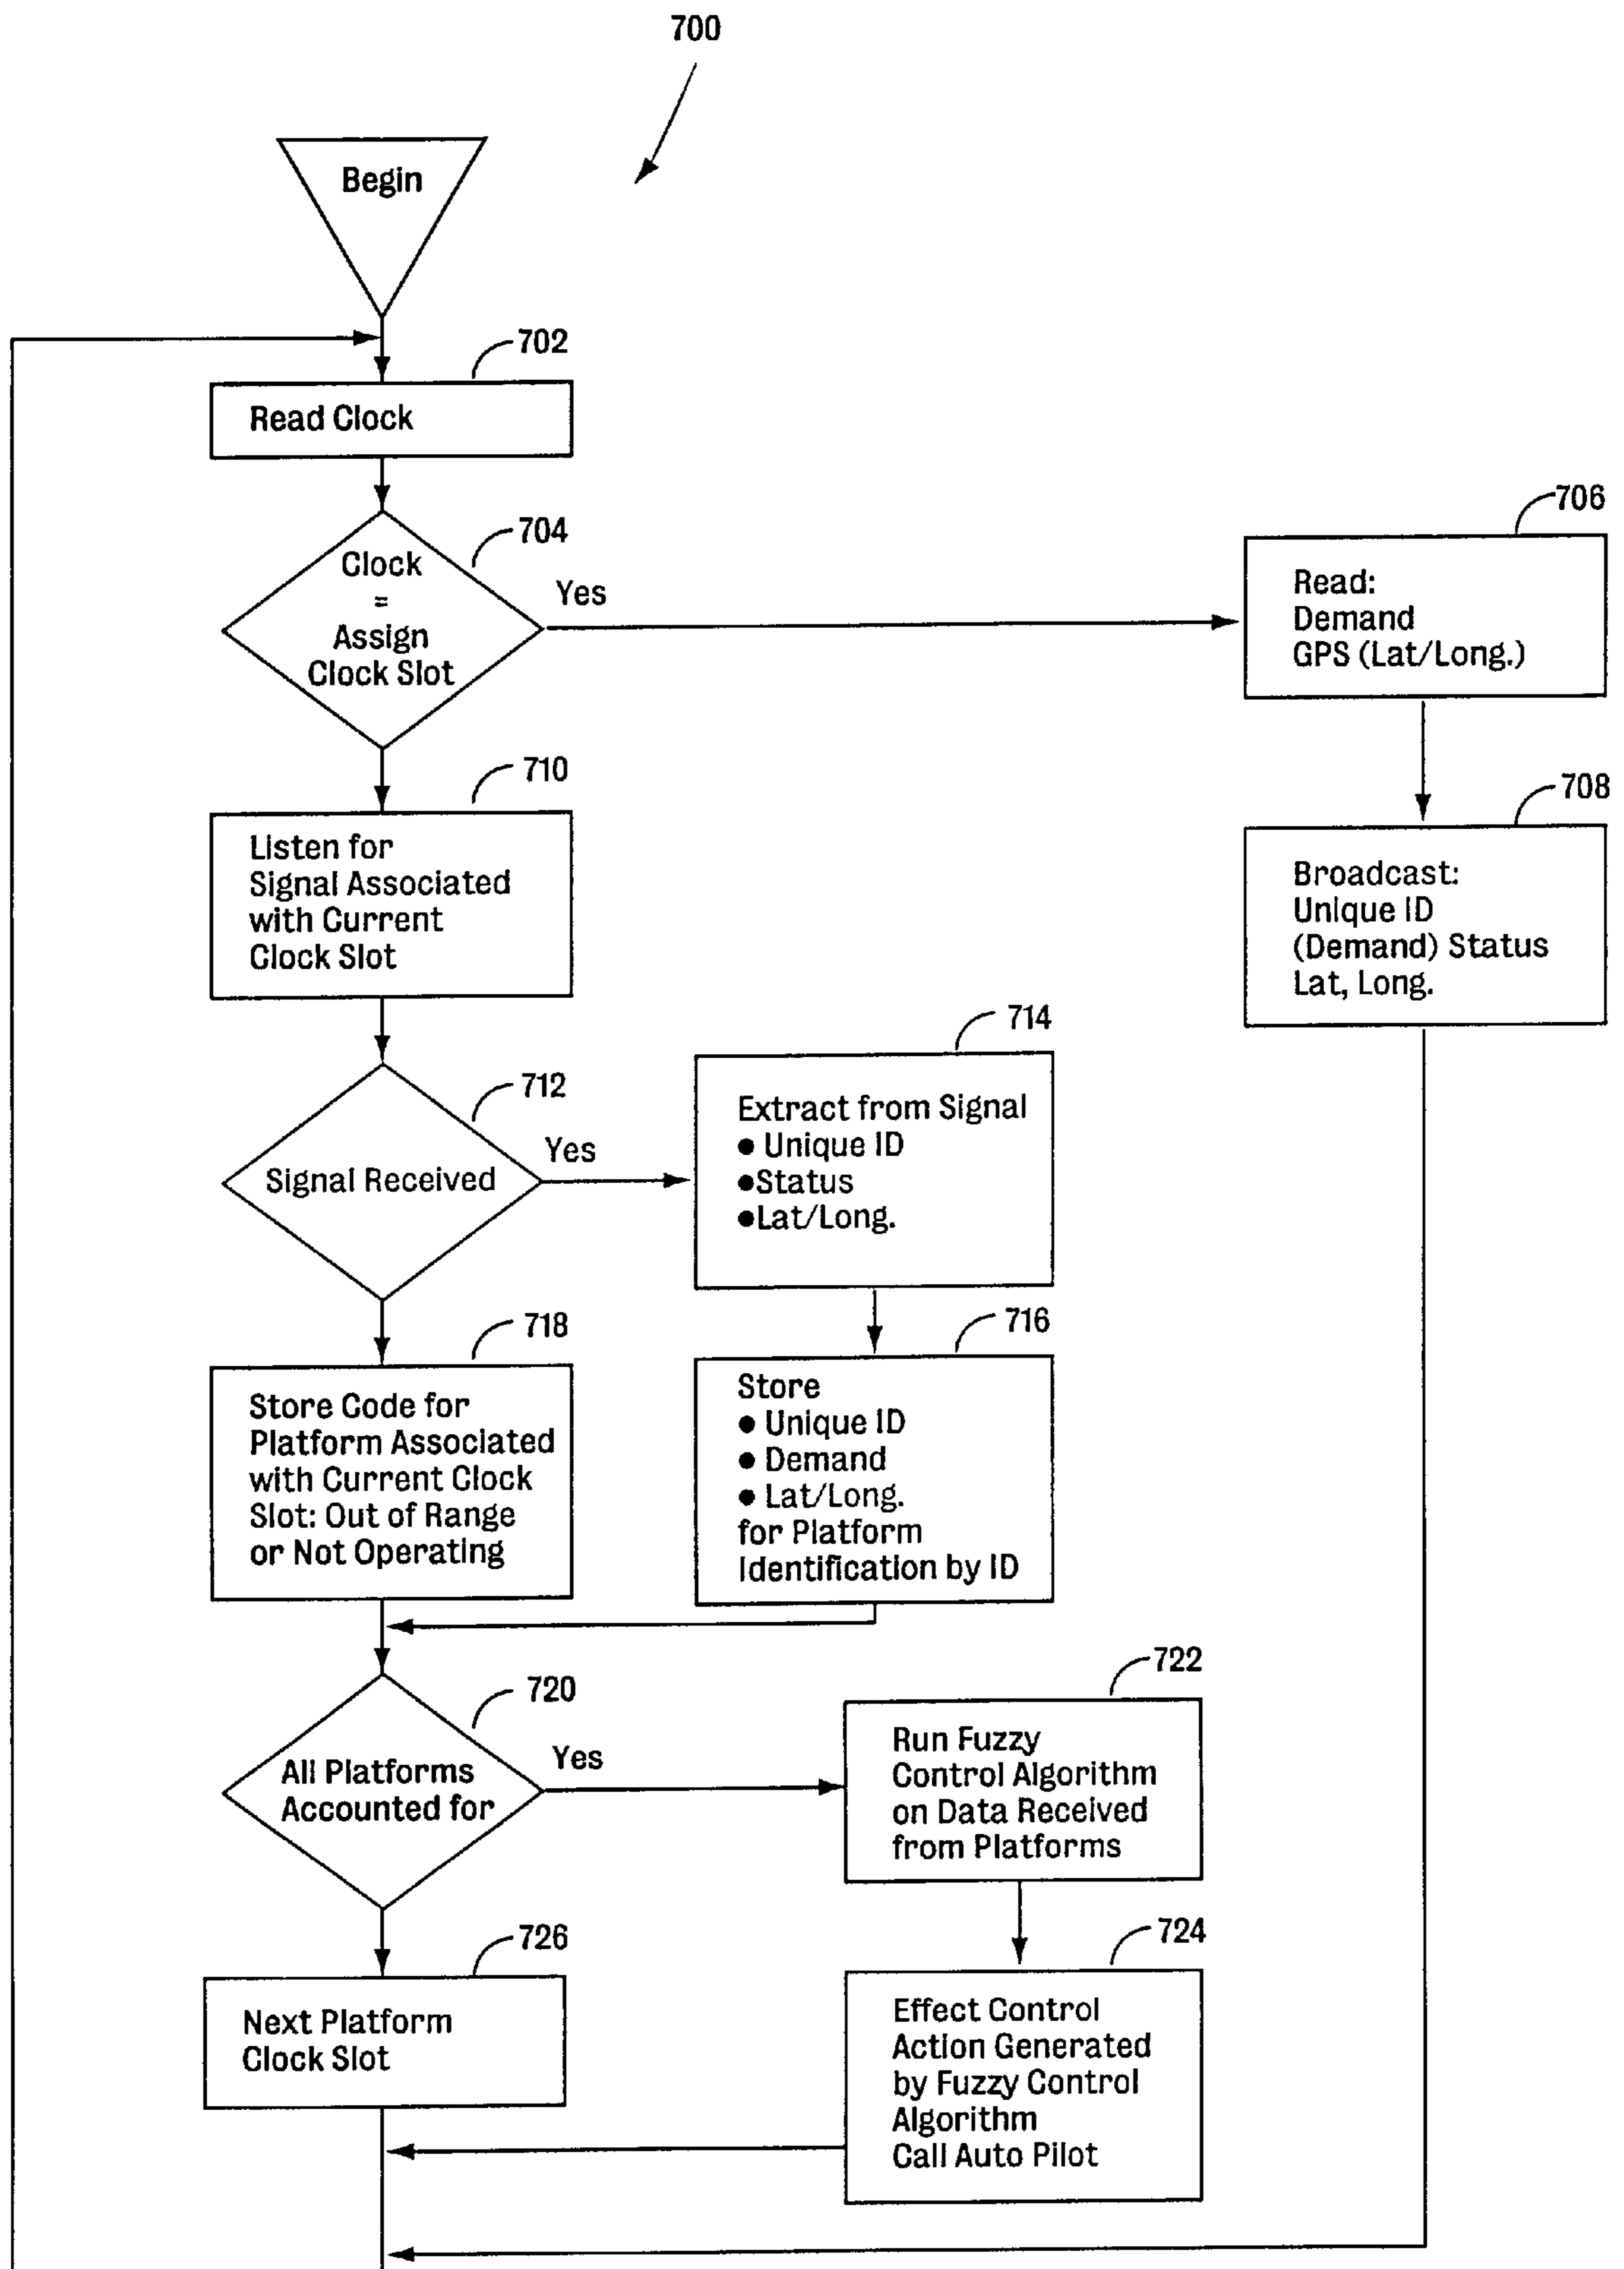 700
Begin
702
Read Clock
704
Clock
=
Assign
Clock Slot
Yes
706
Read:
Demand
GPS (Lat/Long.)
708
Broadcast:
Unique ID
(Demand) Status
Lat, Long.
710
Listen for
Signal Associated
with Current
Clock Slot
712
Signal Received
Yes
714
Extract from Signal
● Unique ID
●Status
●Lat/Long.
716
Store
● Unique ID
● Demand
● Lat/Long.
for Platform
Identification by ID
718
Store Code for
Platform Associated
with Current Clock
Slot: Out of Range
or Not Operating
720
All Platforms
Accounted for
Yes
722
Run Fuzzy
Control Algorithm
on Data Received
from Platforms
724
Effect Control
Action Generated
by Fuzzy Control
Algorithm
Call Auto Pilot
726
Next Platform
Clock Slot